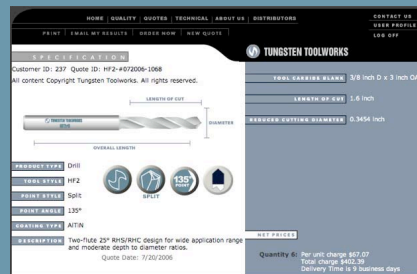 HOME | QUALITY | QUOTES | TECHNICAL | ABOUT US | DISTRIBUTORS
CONTACT US
USER PROFILE
LOG OFF
PRINT | EMAIL MY RESULTS | ORDER NOW | NEW QUOTE
SPECIFICATION
TUNGSTEN TOOLWORKS
Customer ID: 237 Quote ID: HF2-#072006-1068
All content Copyright Tungsten Toolworks. All rights reserved.
LENGTH OF CUT
DIAMETER
OVERALL LENGTH
PRODUCT TYPE Drill
TOOL STYLE HF2
POINT STYLE Split
POINT ANGLE 135°
COATING TYPE AlTiN
SPLIT
135°
POINT
DESCRIPTION Two-flute 25° RHS/RHC design for wide application range
and moderate depth to diameter ratios.
Quote Date: 7/20/2006
TOOL CARBIDE BLANK 3/8 inch D x 3 inch OA
LENGTH OF CUT 1.6 inch
REDUCED CUTTING DIAMETER 0.3454 inch
NET PRICES
Quantity 6: Per unit charge $67.07
Total charge $402.39
Delivery Time is 9 business days